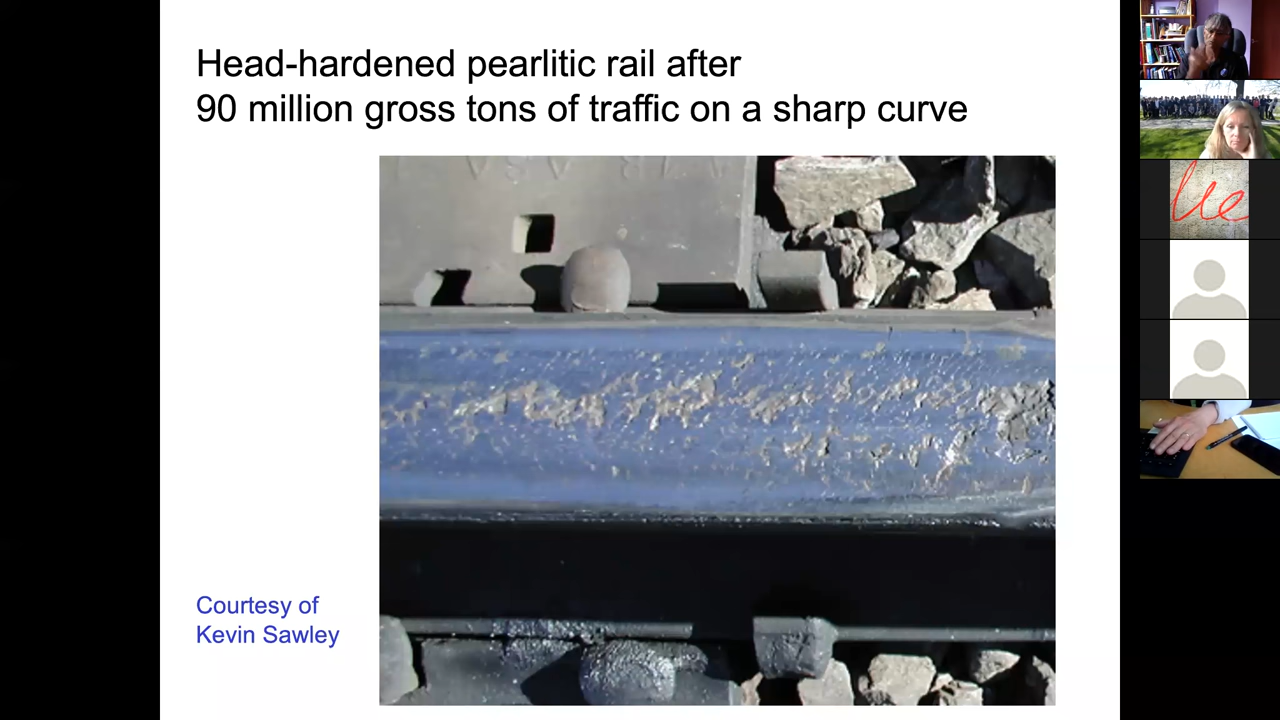 Head-hardened pearlitic rail after
90 million gross tons of traffic on a sharp curve
Courtesy of
Kevin Sawley